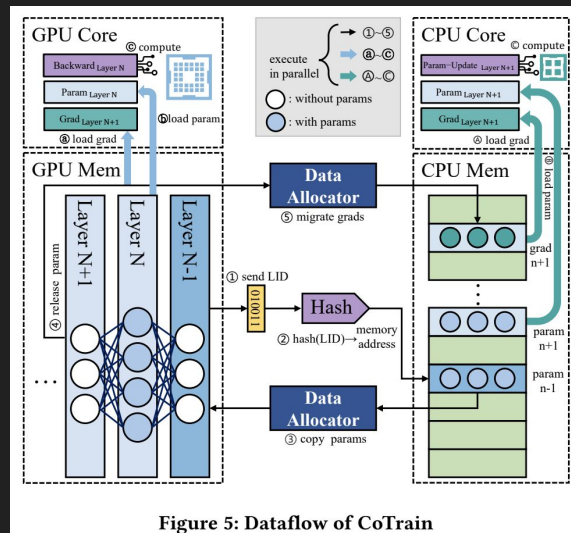 GPU Core
ⓒ compute
Backward Layer N
Param Layer N
Grad Layer N+1
ⓑload param
ⓐ load grad
execute
in parallel
①~⑤
ⓐ~ⓒ
Ⓐ~Ⓒ
: without params
: with params
CPU Core
Ⓒ compute
Param-Update Layer N+1
Param Layer N+1
Grad Layer N+1
Ⓐ load grad
Ⓑ load param
GPU Mem
Layer N+1
Layer N
Layer N-1
④ release param
...
Data
Allocator
⑤ migrate grads
① send LID
010011
Hash
② hash(LID)→
memory
address
Data
Allocator
③ copy params
CPU Mem
grad
n+1
...
param
n+1
param
n-1
Figure 5: Dataflow of CoTrain